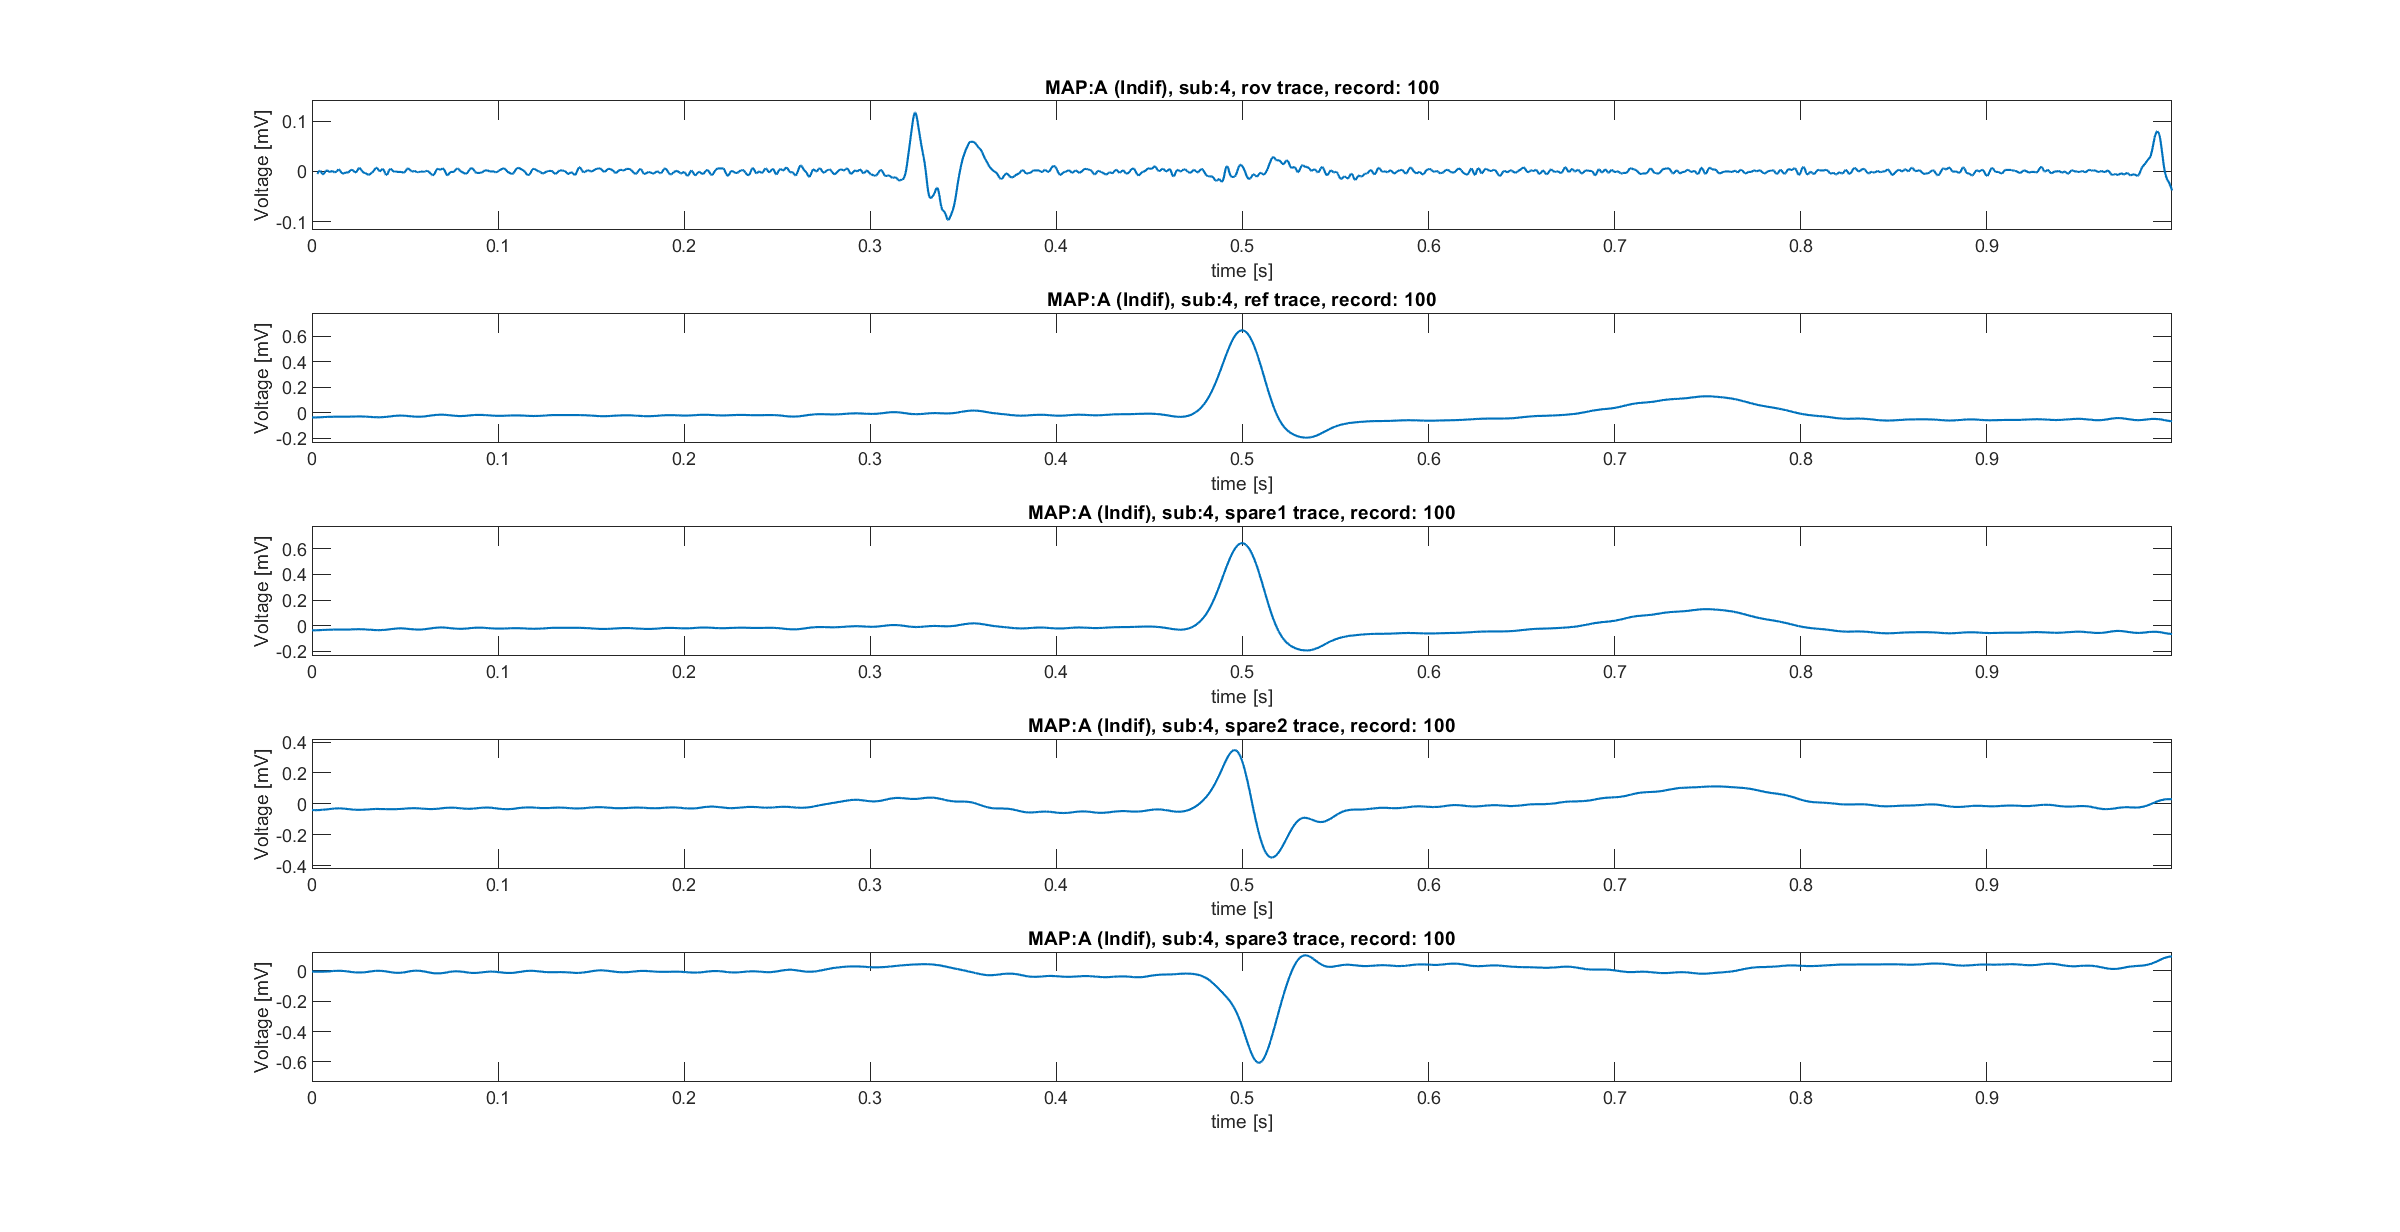 MAP:A (Indif), sub:4, rov trace, record: 100
Voltage [mV]
0.1
0
-0.1
0 0.1 0.2 0.3 0.4 0.5 0.6 0.7 0.8 0.9
time [s]
MAP:A (Indif), sub:4, ref trace, record: 100
Voltage [mV]
0.6
0.4
0.2
0
-0.2
0 0.1 0.2 0.3 0.4 0.5 0.6 0.7 0.8 0.9
time [s]
MAP:A (Indif), sub:4, spare1 trace, record: 100
Voltage [mV]
0.6
0.4
0.2
0
-0.2
0 0.1 0.2 0.3 0.4 0.5 0.6 0.7 0.8 0.9
time [s]
MAP:A (Indif), sub:4, spare2 trace, record: 100
Voltage [mV]
0.4
0.2
0
-0.2
-0.4
0 0.1 0.2 0.3 0.4 0.5 0.6 0.7 0.8 0.9
time [s]
MAP:A (Indif), sub:4, spare3 trace, record: 100
Voltage [mV]
0
-0.2
-0.4
-0.6
0 0.1 0.2 0.3 0.4 0.5 0.6 0.7 0.8 0.9
time [s]